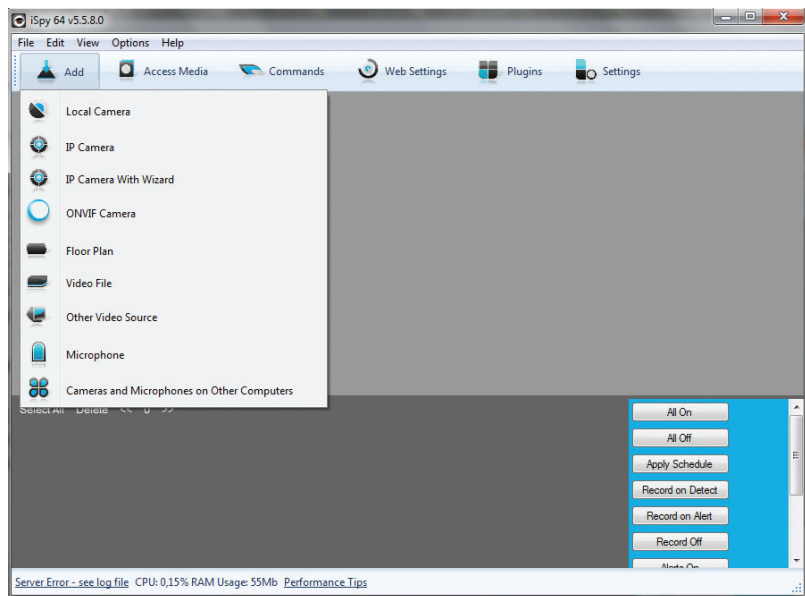 iSpy 64 v5.5.8.0
File Edit View Options Help
Add Access Media Commands Web Settings Plugins Settings
Local Camera
IP Camera
IP Camera With Wizard
ONVIF Camera
Floor Plan
Video File
Other Video Source
Microphone
Cameras and Microphones on Other Computers
Select All Delete << 0 >>
All On
All Off
Apply Schedule
Record on Detect
Record on Alert
Record Off
Alerts On
Server Error - see log file CPU: 0,15% RAM Usage: 55Mb Performance Tips